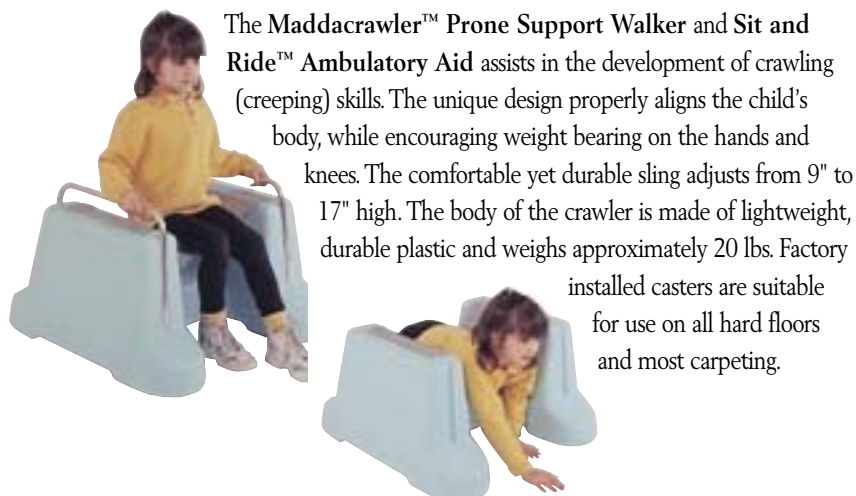 The Maddacrawler™ Prone Support Walker and Sit and
Ride™ Ambulatory Aid assists in the development of crawling
(creeping) skills. The unique design properly aligns the child's
body, while encouraging weight bearing on the hands and
knees. The comfortable yet durable sling adjusts from 9" to
17" high. The body of the crawler is made of lightweight,
durable plastic and weighs approximately 20 lbs. Factory
installed casters are suitable
for use on all hard floors
and most carpeting.